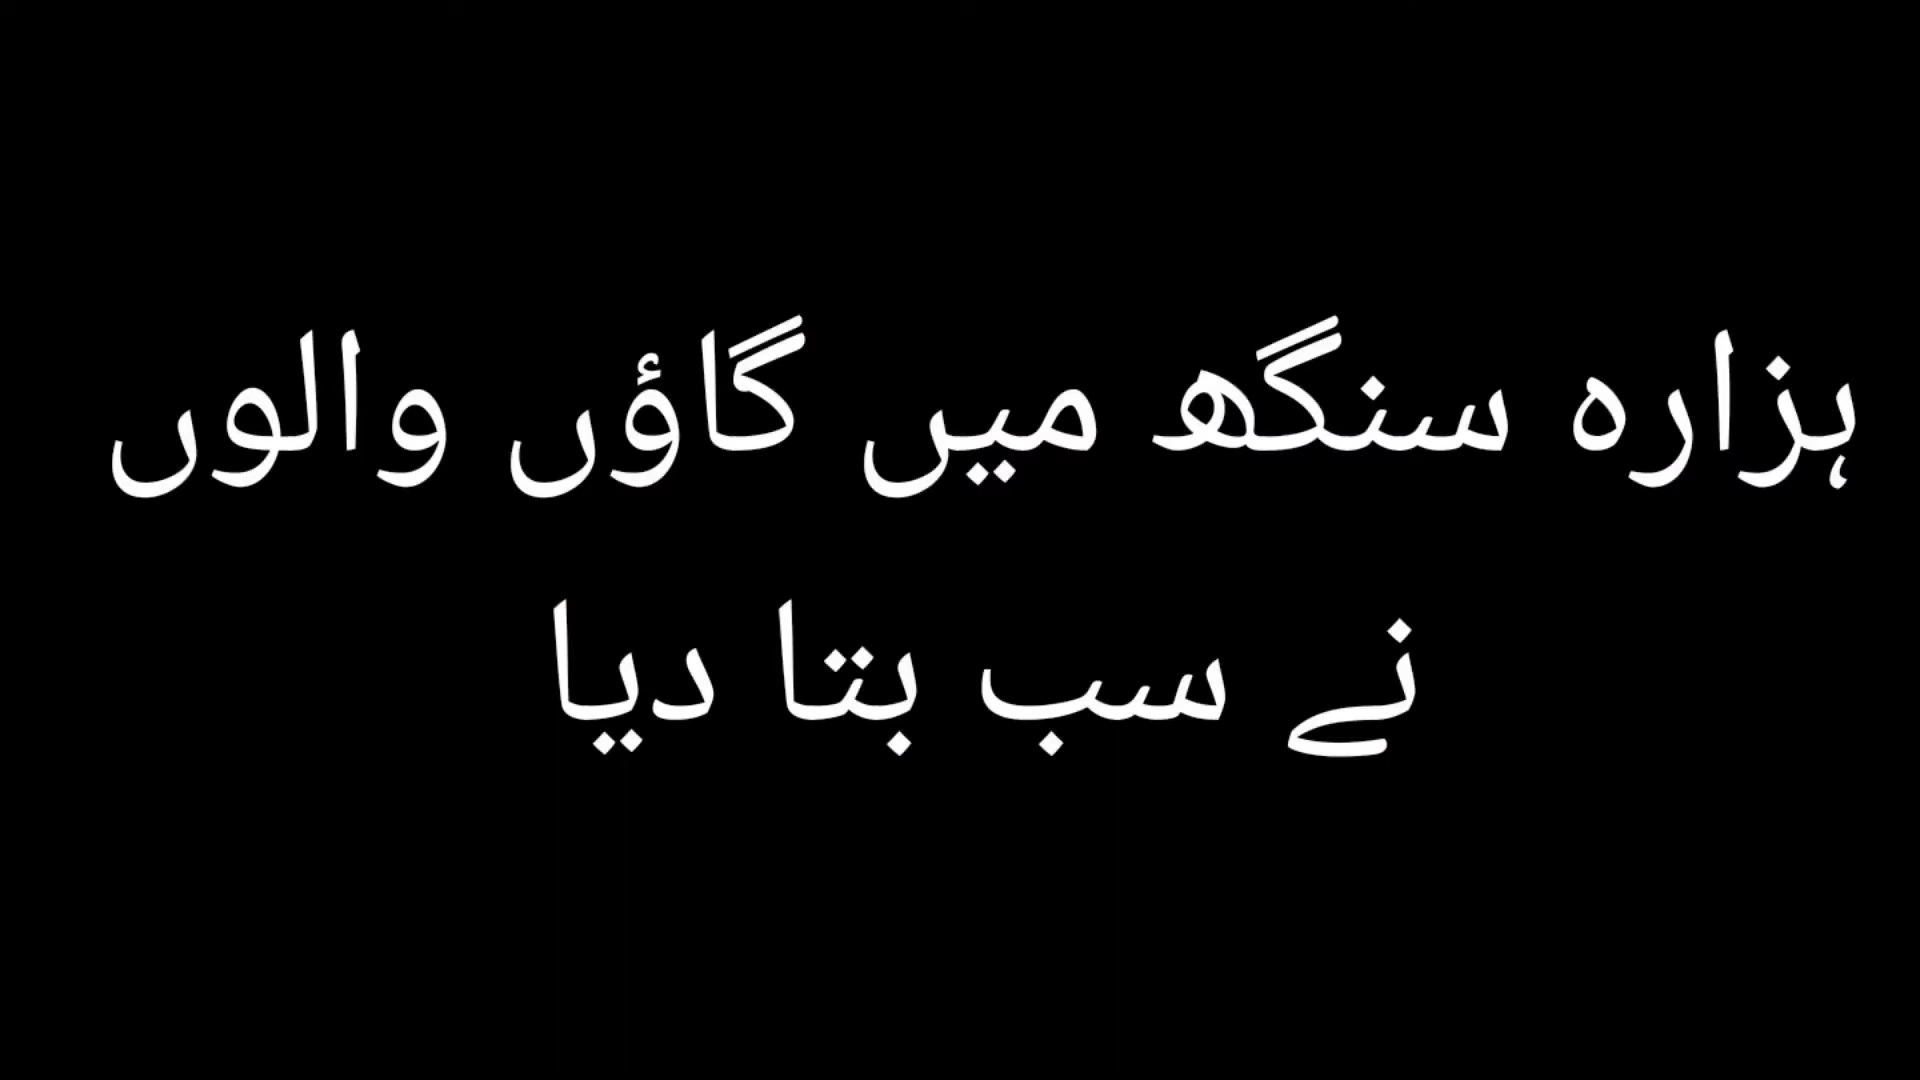 ہزارہ سنگھ میں گاؤں والوں
نے سب بتا دیا